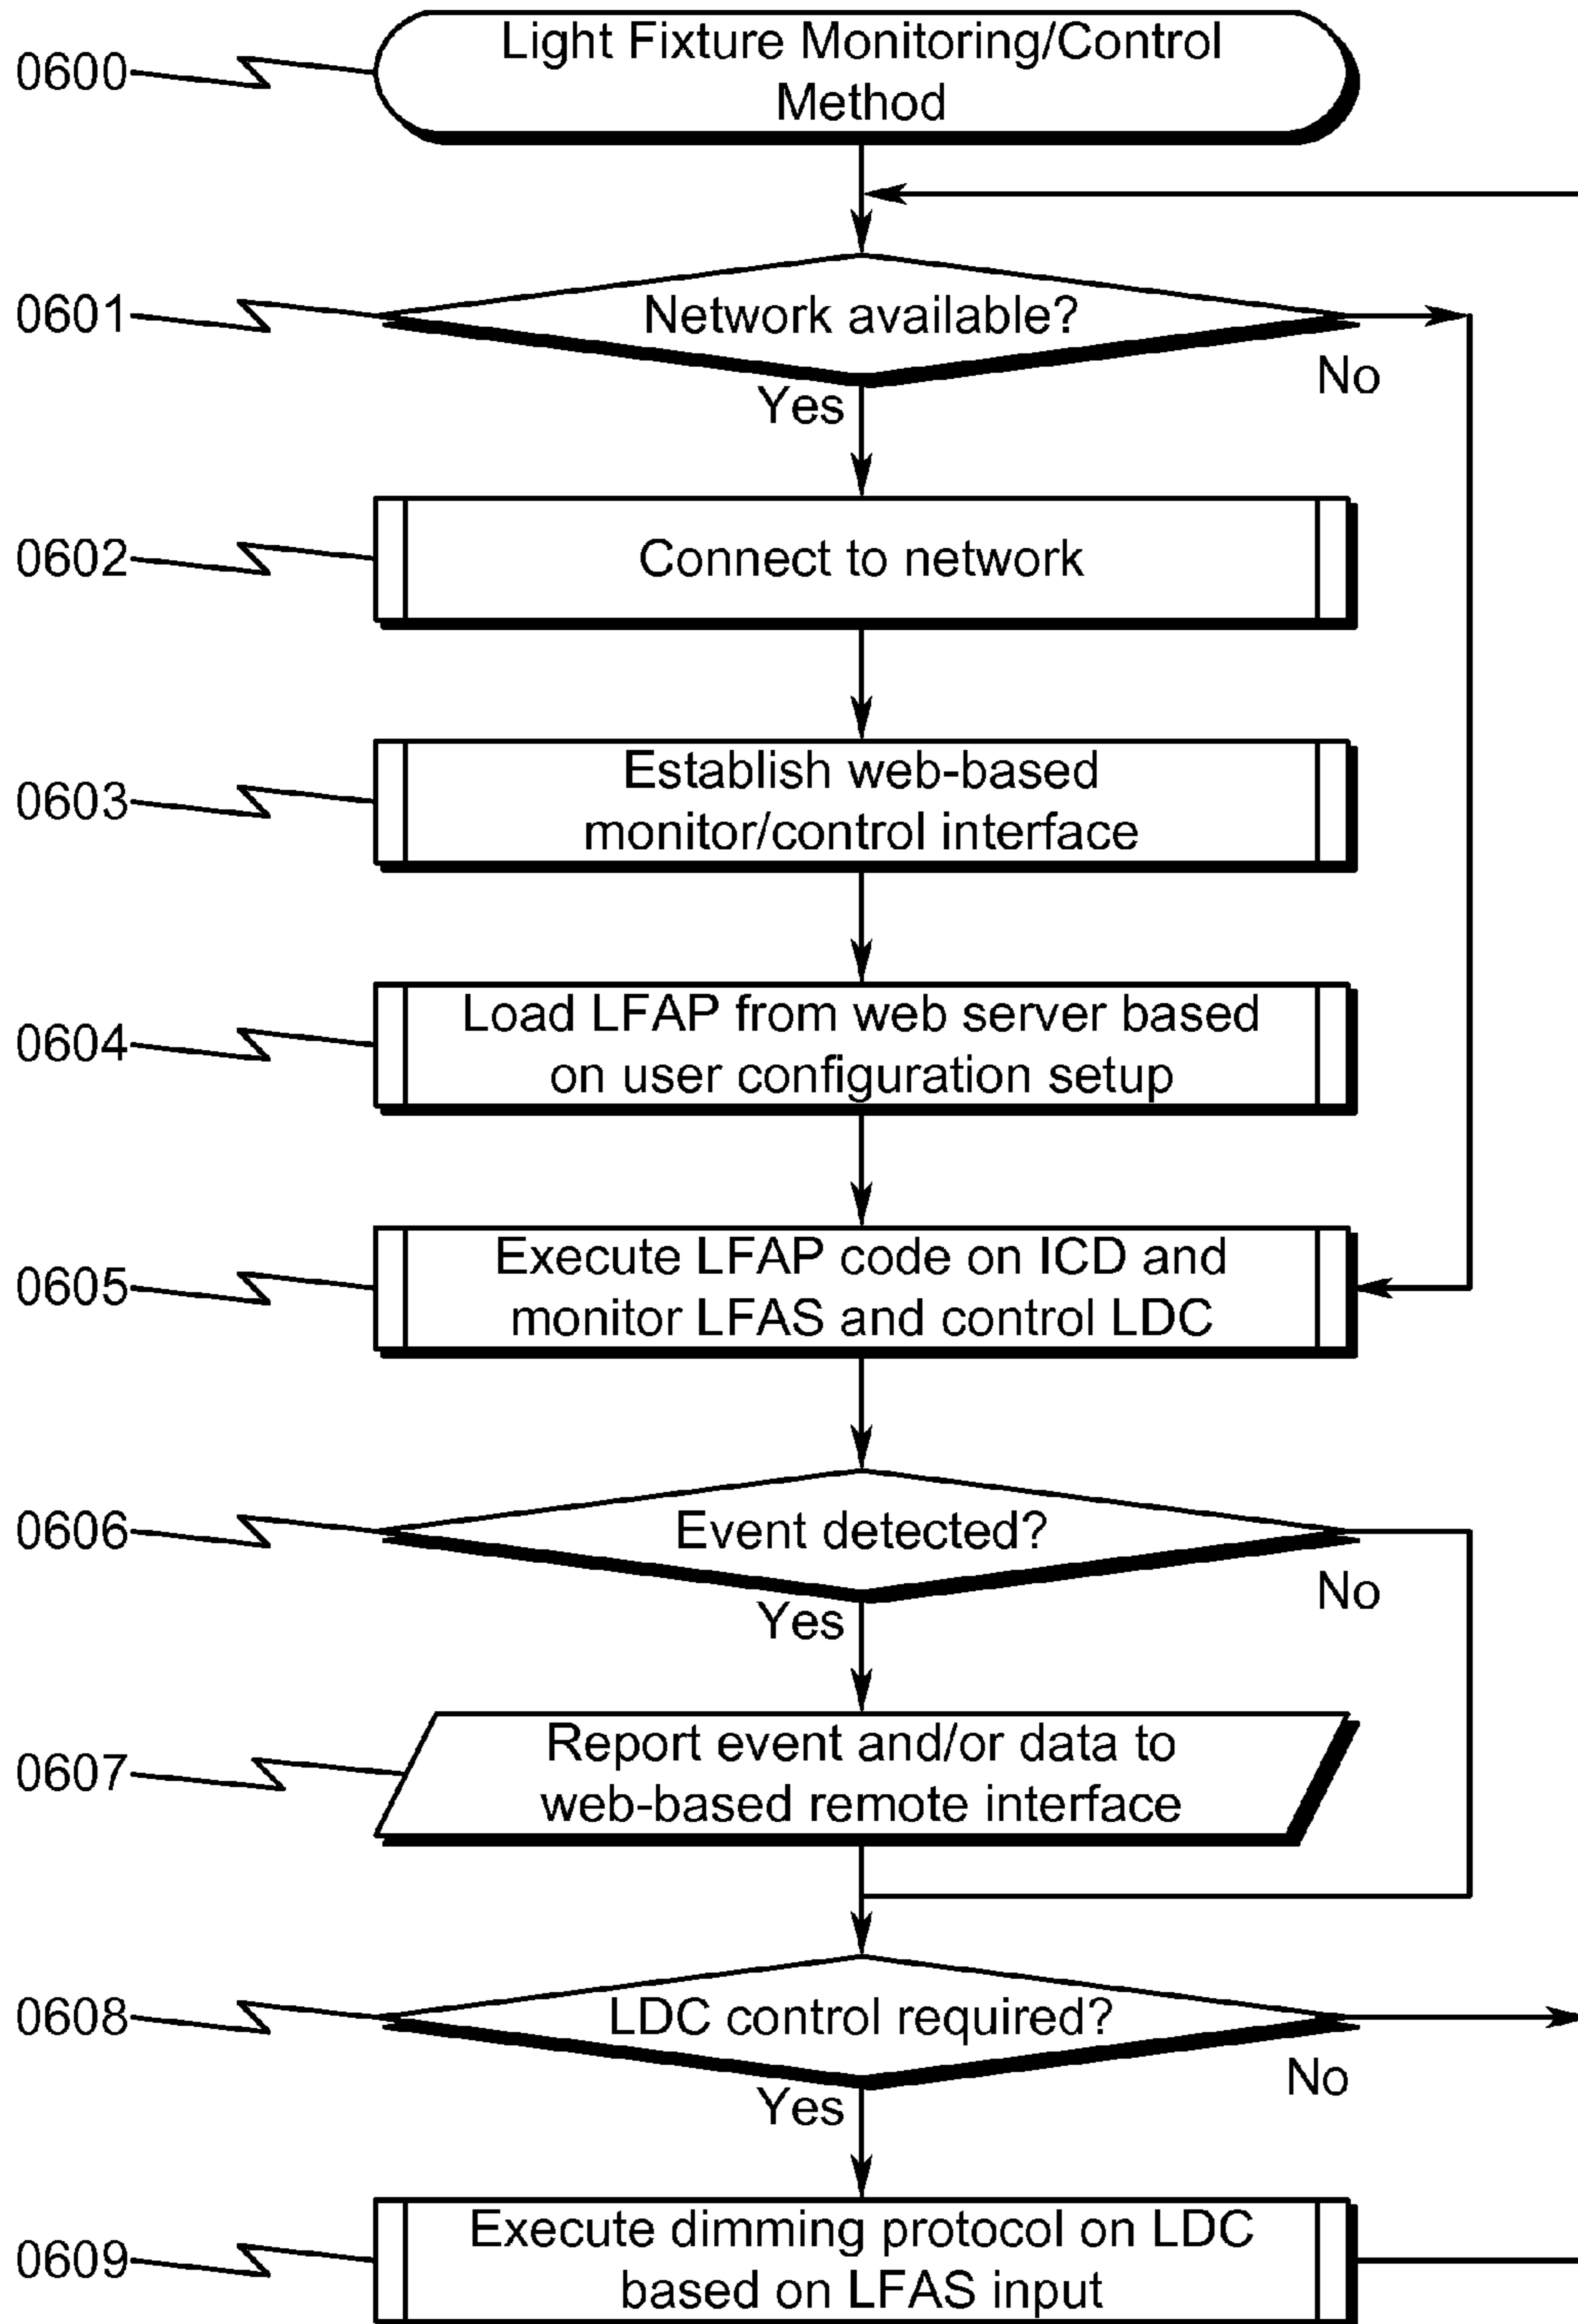 0600
Light Fixture Monitoring/Control
Method
0601
Network available?
No
Yes
0602
Connect to network
0603
Establish web-based
monitor/control interface
0604
Load LFAP from web server based
on user configuration setup
0605
Execute LFAP code on ICD and
monitor LFAS and control LDC
0606
Event detected?
No
Yes
0607
Report event and/or data to
web-based remote interface
0608
LDC control required?
No
Yes
0609
Execute dimming protocol on LDC
based on LFAS input